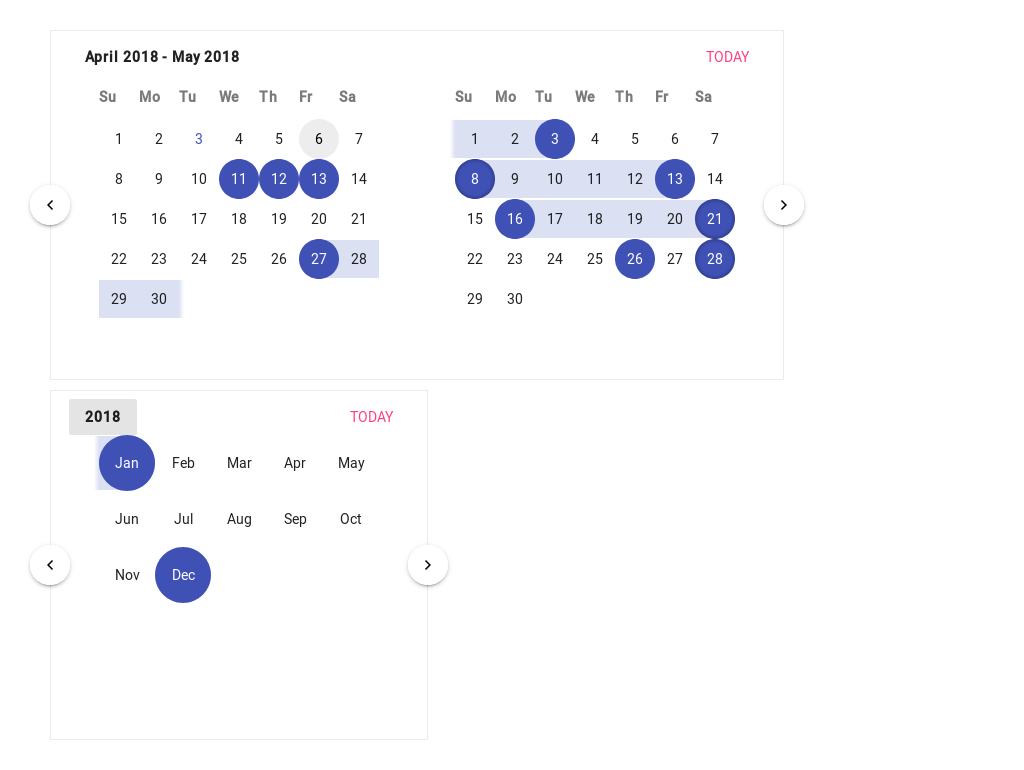 April 2018 - May 2018 TODAY
Su Mo Tu We Th Fr Sa Su Mo Tu We Th Fr Sa
1 2 3 4 5 6 7 1 2 3 4 5 6 7
8 9 10 11 12 13 14 8 9 10 11 12 13 14
15 16 17 18 19 20 21 15 16 17 18 19 20 21
22 23 24 25 26 27 28 22 23 24 25 26 27 28
29 30 29 30
2018 TODAY
Jan Feb Mar Apr May
Jun Jul Aug Sep Oct
Nov Dec